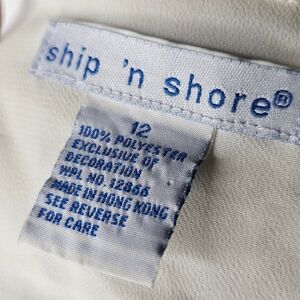 ship 'n shore®
12
100% POLYESTER
EXCLUSIVE OF
DECORATION
WPL NO. 12866
MADE IN HONG KONG
SEE REVERSE
FOR CARE